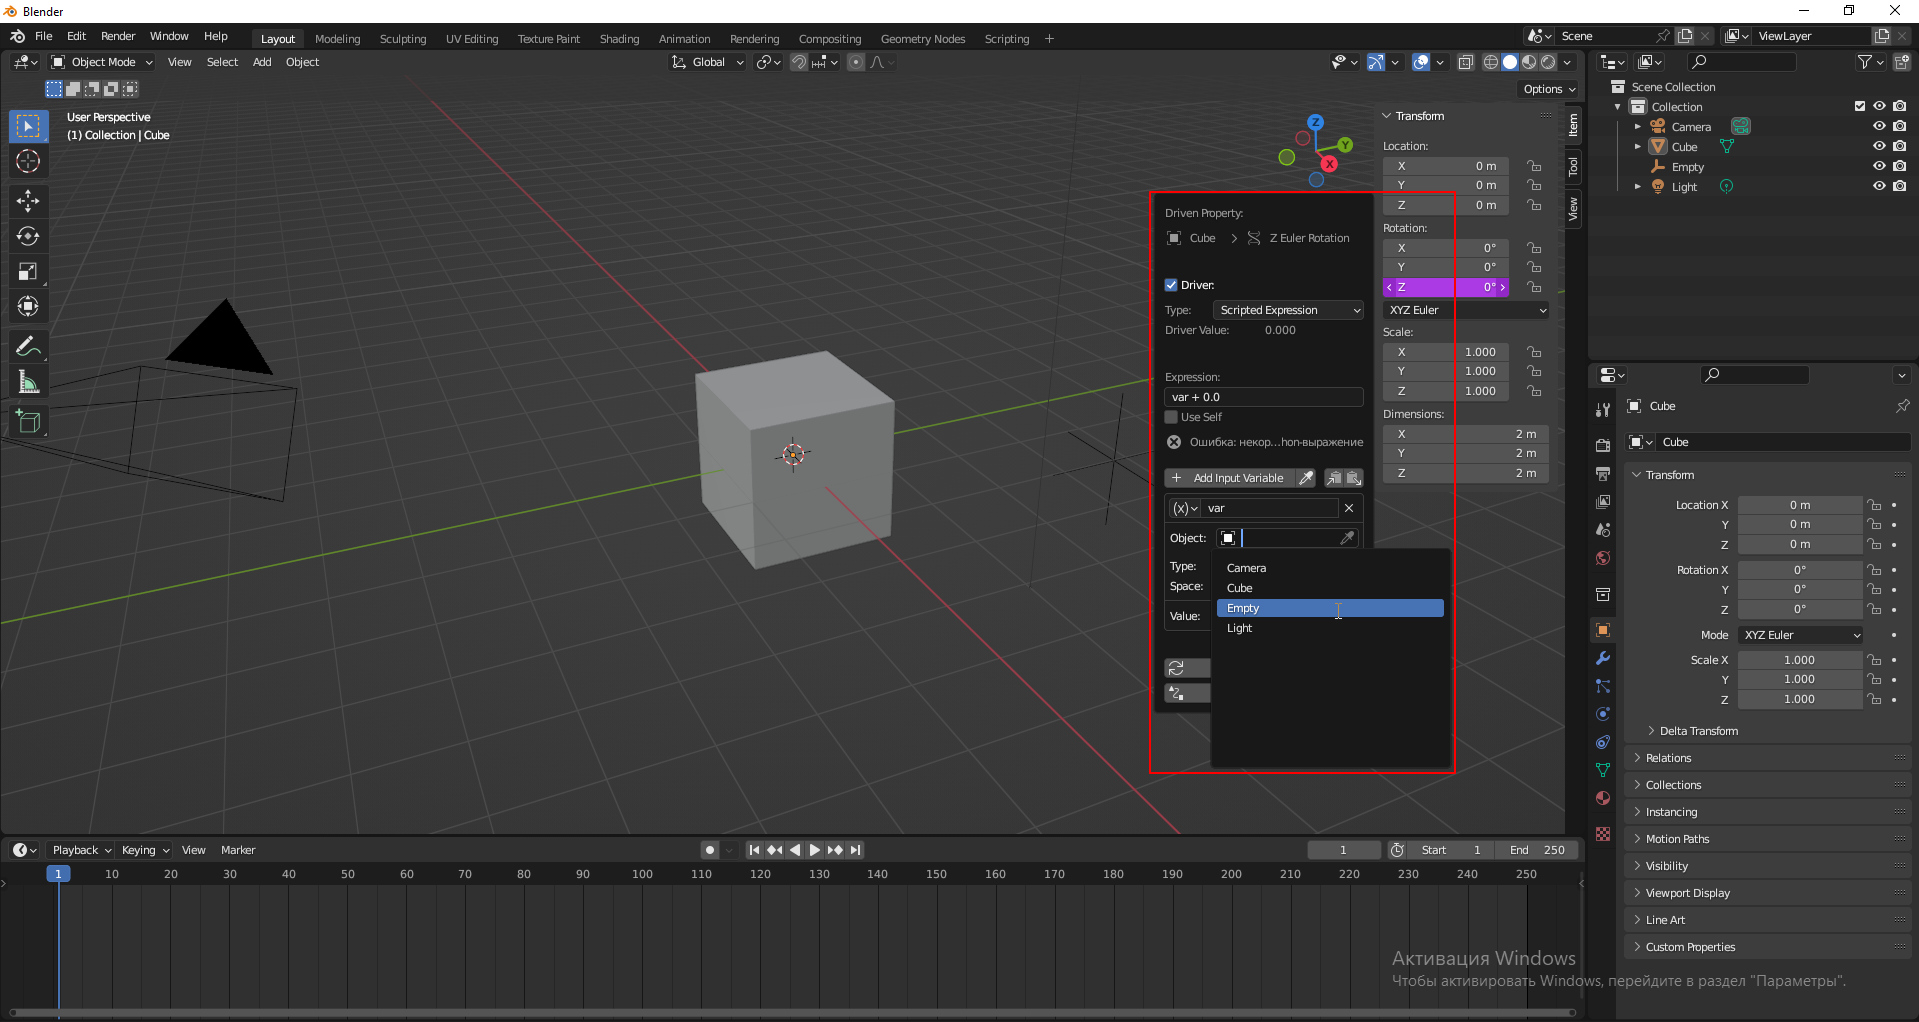 Blender
File Edit Render Window Help Layout Modeling Sculpting UV Editing Texture Paint Shading Animation Rendering Compositing Geometry Nodes Scripting + Scene ViewLayer
Object Mode View Select Add Object Global
Options
User Perspective
(1) Collection | Cube
Z
Y
X
Transform
Location:
X 0 m
Y 0 m
Z 0 m
Rotation:
X 0°
Y 0°
Z 0°
XYZ Euler
Scale:
X 1.000
Y 1.000
Z 1.000
Dimensions:
X 2 m
Y 2 m
Z 2 m
Item
Tool
View
Driven Property:
Cube > Z Euler Rotation
Driver:
Type: Scripted Expression
Driver Value: 0.000
Expression:
var + 0.0
Use Self
Ошибка: некор...hon-выражение
+ Add Input Variable
(x) var
Object:
Type:
Space:
Value:
Camera
Cube
Empty
Light
Scene Collection
Collection
Camera
Cube
Empty
Light
Cube
Cube
Transform
Location X 0 m
Y 0 m
Z 0 m
Rotation X 0°
Y 0°
Z 0°
Mode XYZ Euler
Scale X 1.000
Y 1.000
Z 1.000
Delta Transform
Relations
Collections
Instancing
Motion Paths
Visibility
Viewport Display
Line Art
Custom Properties
Playback Keying View Marker 1 Start 1 End 250
1 10 20 30 40 50 60 70 80 90 100 110 120 130 140 150 160 170 180 190 200 210 220 230 240 250
Активация Windows
Чтобы активировать Windows, перейдите в раздел "Параметры".